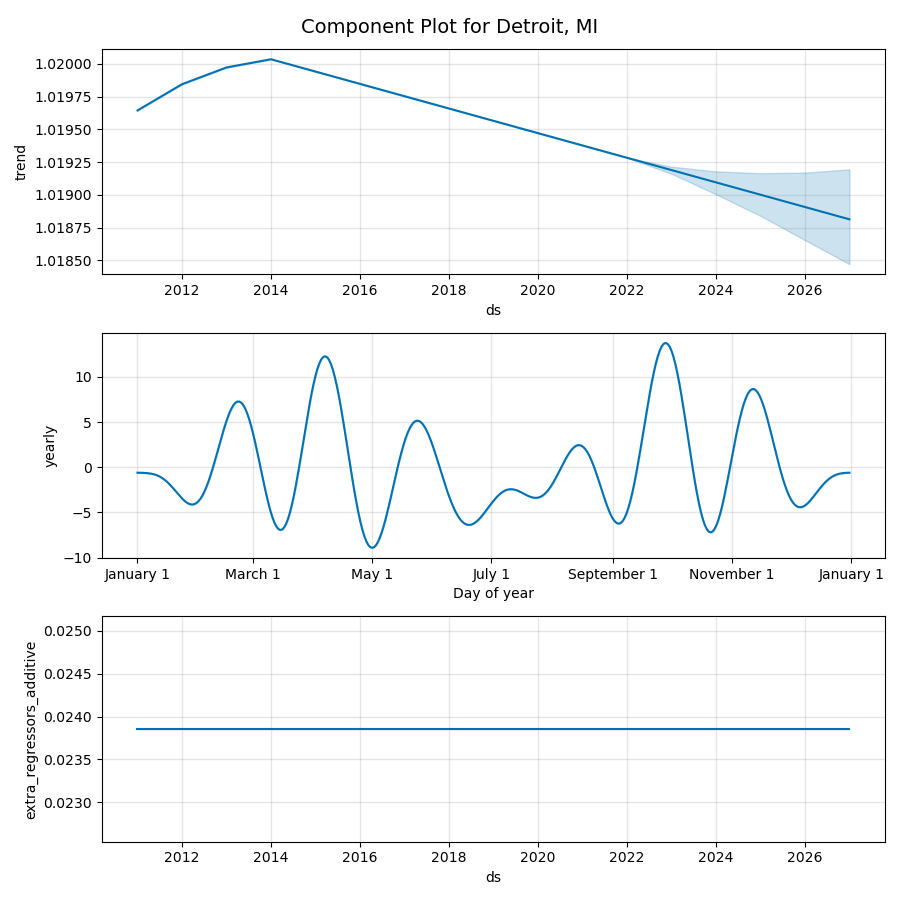 Component Plot for Detroit, MI
1.02000
1.01975
1.01950
1.01925
1.01900
1.01875
1.01850
trend
2012 2014 2016 2018 2020 2022 2024 2026
ds
10
5
0
−5
−10
yearly
January 1 March 1 May 1 July 1 September 1 November 1 January 1
Day of year
0.0250
0.0245
0.0240
0.0235
0.0230
extra_regressors_additive
2012 2014 2016 2018 2020 2022 2024 2026
ds